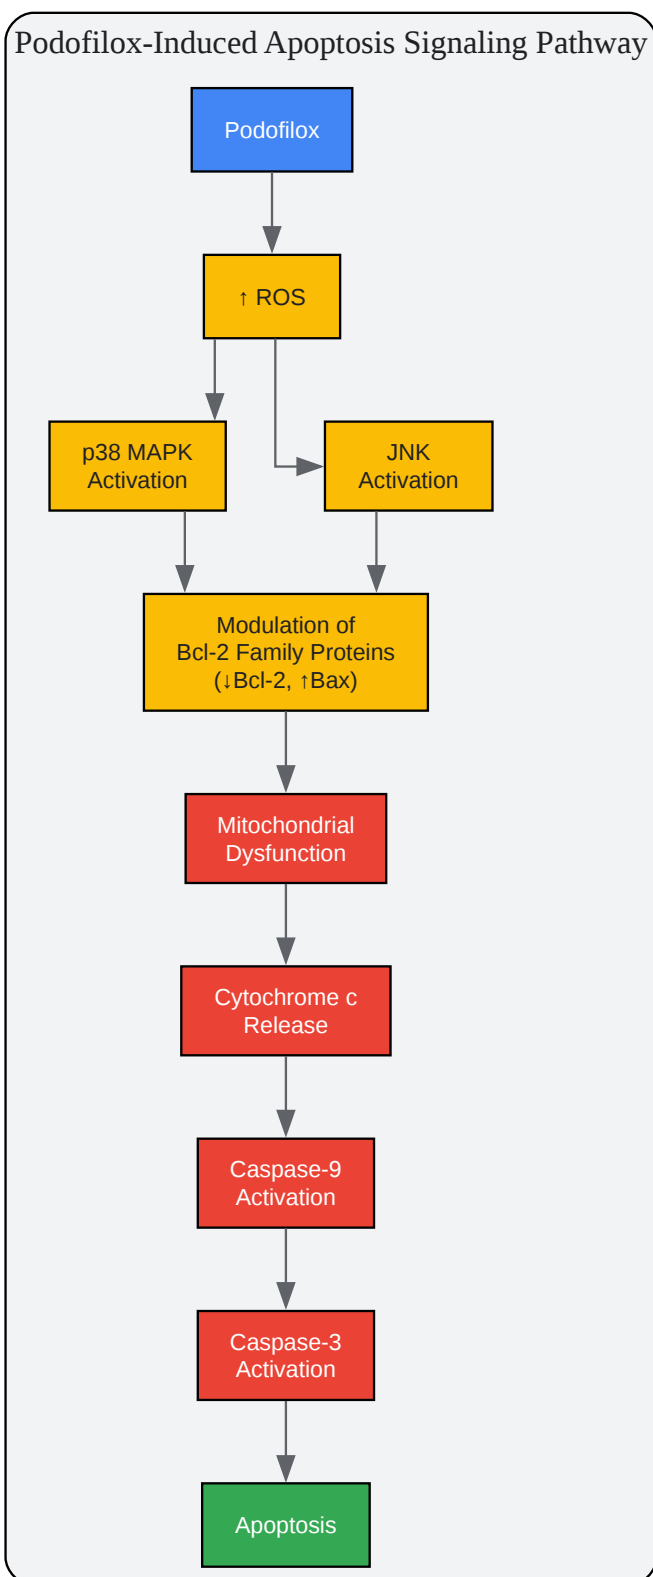 Podofilox-Induced Apoptosis Signaling Pathway
Podofilox
↑ ROS
p38 MAPK
Activation
JNK
Activation
Modulation of
Bcl-2 Family Proteins
(↓Bcl-2, ↑Bax)
Mitochondrial
Dysfunction
Cytochrome c
Release
Caspase-9
Activation
Caspase-3
Activation
Apoptosis